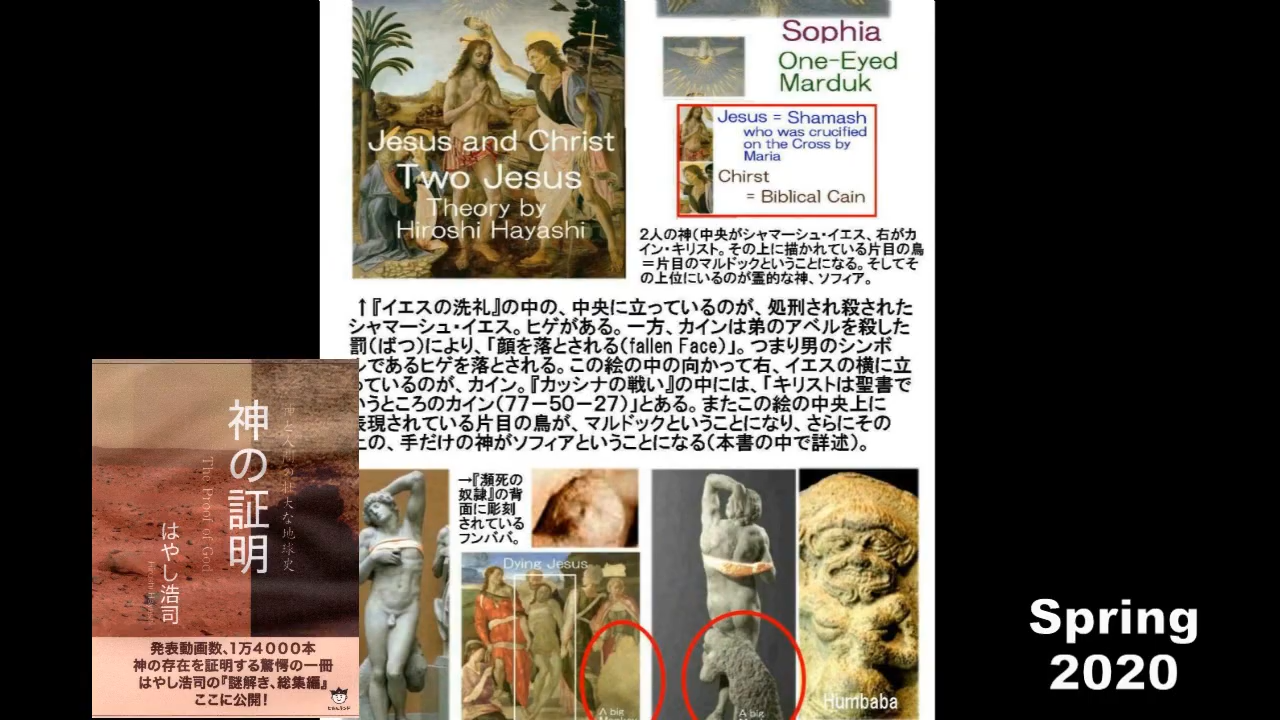 Jesus and Christ
Two Jesus
Theory by
Hiroshi Hayashi
Sophia
One-Eyed
Marduk
Jesus = Shamash
who was crucified
on the Cross by
Maria
Chirst
= Biblical Cain
2人の神(中央がシャマーシュ・イエス、右がカ
イン・キリスト。その上に描かれている片目の鳥
=片目のマルドックということになる。そしてそ
の上位にいるのが霊的な神、ソフィア。
↑『イエスの洗礼』の中の、中央に立っているのが、処刑され殺された
シャマーシュ・イエス。ヒゲがある。一方、カインは弟のアベルを殺した
罰(ばつ)により、「顔を落とされる(fallen Face)」。つまり男のシンボ
ルであるヒゲを落とされる。この絵の中の向かって右、イエスの横に立
っているのが、カイン。『カッシナの戦い』の中には、「キリストは聖書で
いうところのカイン(77-50-27)」とある。またこの絵の中央上に
表現されている片目の鳥が、マルドックということになり、さらにその
上の、手だけの神がソフィアということになる(本書の中で詳述)。
→『瀕死の
奴隷』の背
面に彫刻
されている
フンババ。
Dying Jesus
A big
Monkey
A big
Humbaba
神と人間の壮大な地球史
神の証明
The Proof of God
はやし浩司
Hiroshi Hayashi
発表動画数、1万4000本
神の存在を証明する驚愕の一冊
はやし浩司の『謎解き、総集編』
ここに公開!
ヒカルランド
Spring
2020